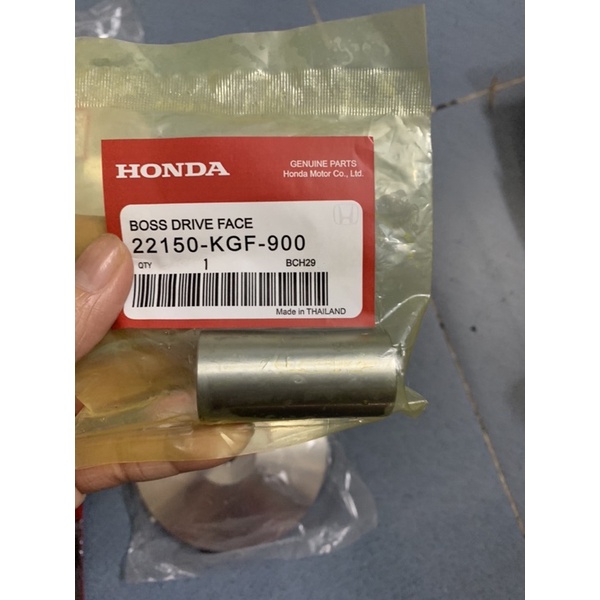 HONDA
GENUINE PARTS
Honda Motor Co., Ltd.
BOSS DRIVE FACE
22150-KGF-900
QTY 1 BCH29
Made in THAILAND